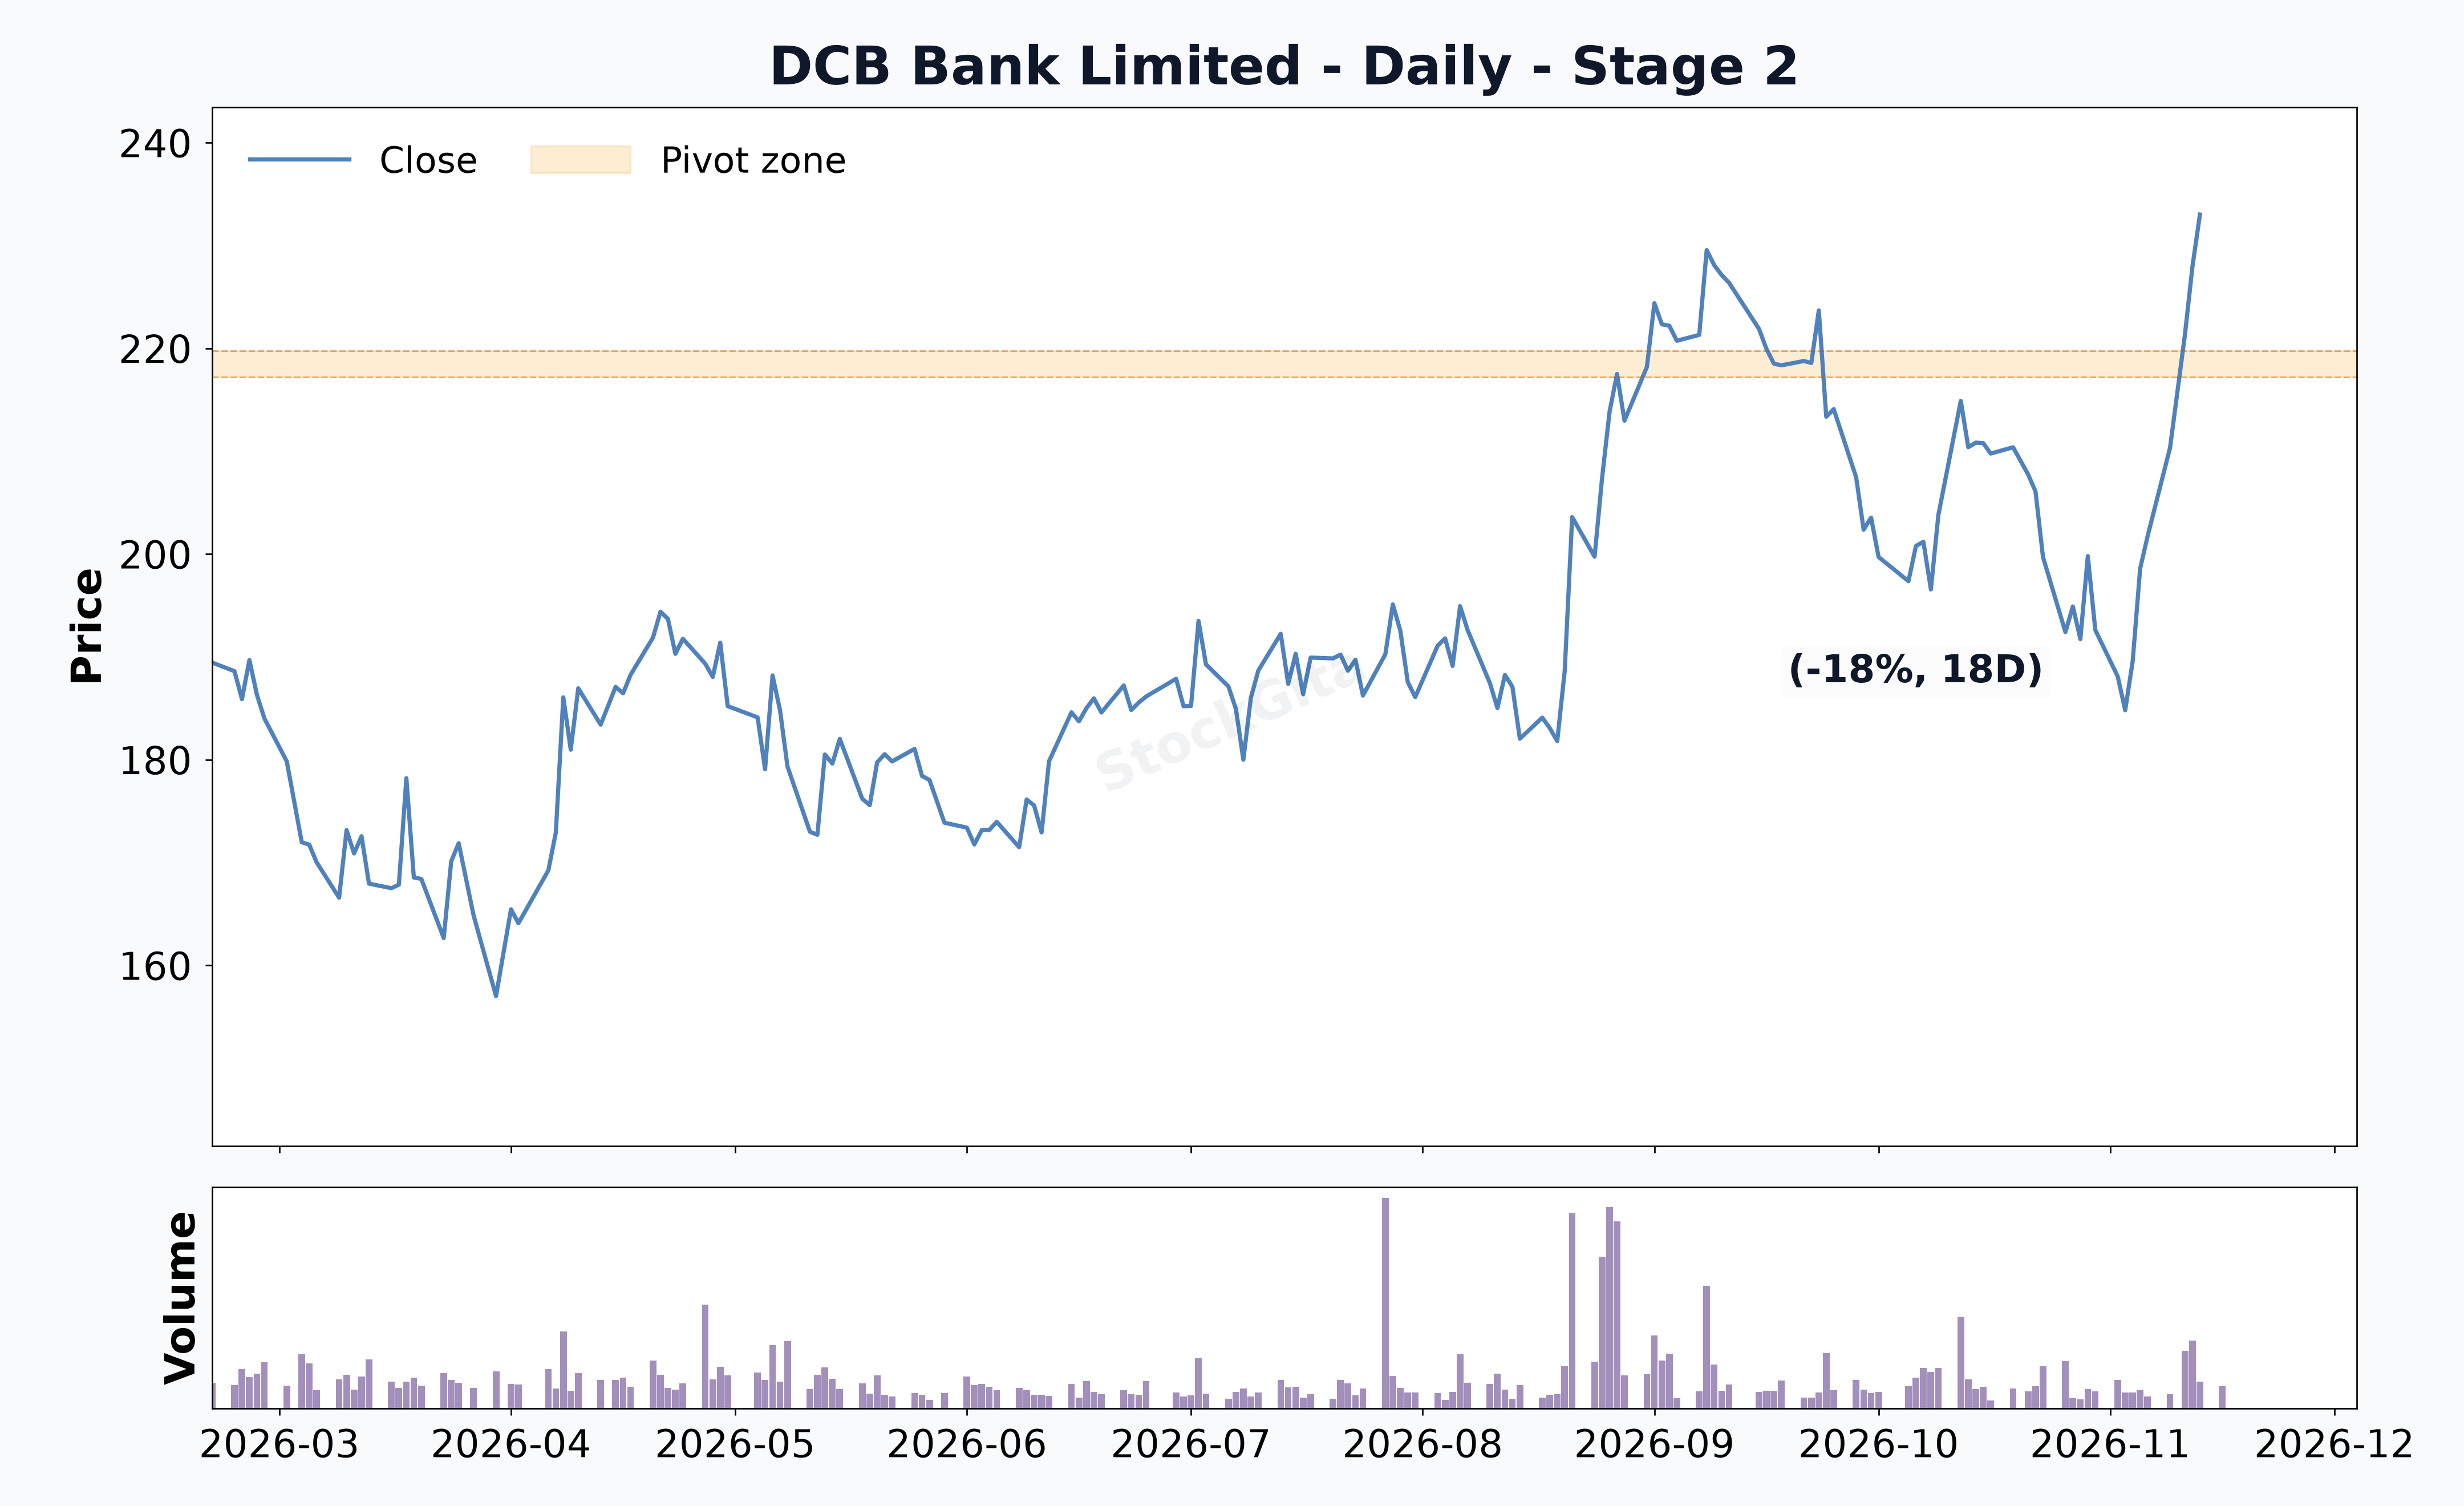 DCB Bank Limited - Daily - Stage 2
Close
Pivot zone
240
220
200
180
160
Price
(-18%, 18D)
StockGita
Volume
2026-03 2026-04 2026-05 2026-06 2026-07 2026-08 2026-09 2026-10 2026-11 2026-12